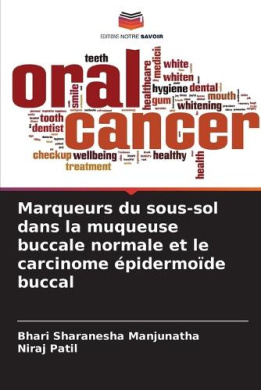 EDITIONS NOTRE SAVOIR
teeth
oral
cancer
smile
healthcare
medicin
white
whiten
hygiene
dental
mouth
gum
whitening
tooth
dentist
checkup
wellbeing
healthy
treatment
health
Marqueurs du sous-sol
dans la muqueuse
buccale normale et le
carcinome épidermoïde
buccal
Bhari Sharanesha Manjunatha
Niraj Patil